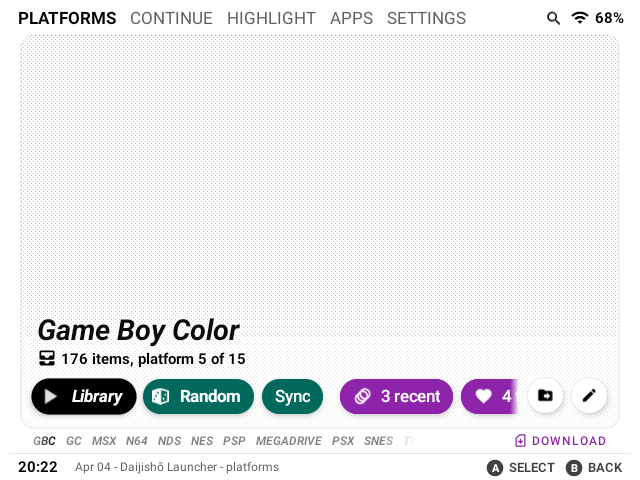 PLATFORMS CONTINUE HIGHLIGHT APPS SETTINGS 68%
Game Boy Color
176 items, platform 5 of 15
Library Random Sync 3 recent 4
GBC GC MSX N64 NDS NES PSP MEGADRIVE PSX SNES DOWNLOAD
20:22 Apr 04 - Daijishō Launcher - platforms A SELECT B BACK